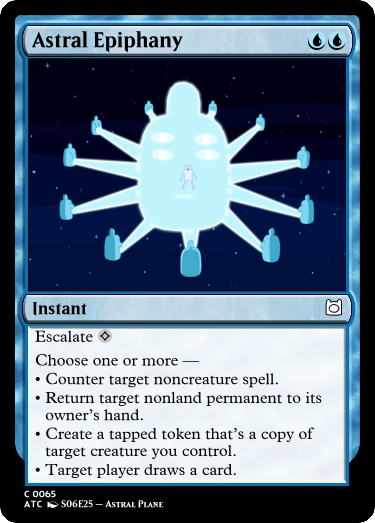 Astral Epiphany
Instant
Escalate
Choose one or more —
• Counter target noncreature spell.
• Return target nonland permanent to its
owner's hand.
• Create a tapped token that's a copy of
target creature you control.
• Target player draws a card.
C 0065
ATC S06E25 – Astral Plane